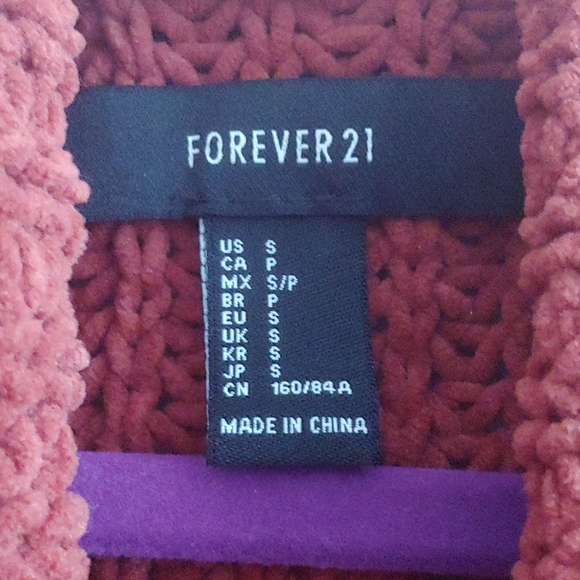 FOREVER 21
US S
CA P
MX S/P
BR P
EU S
UK S
KR S
JP S
CN 160/84A
MADE IN CHINA